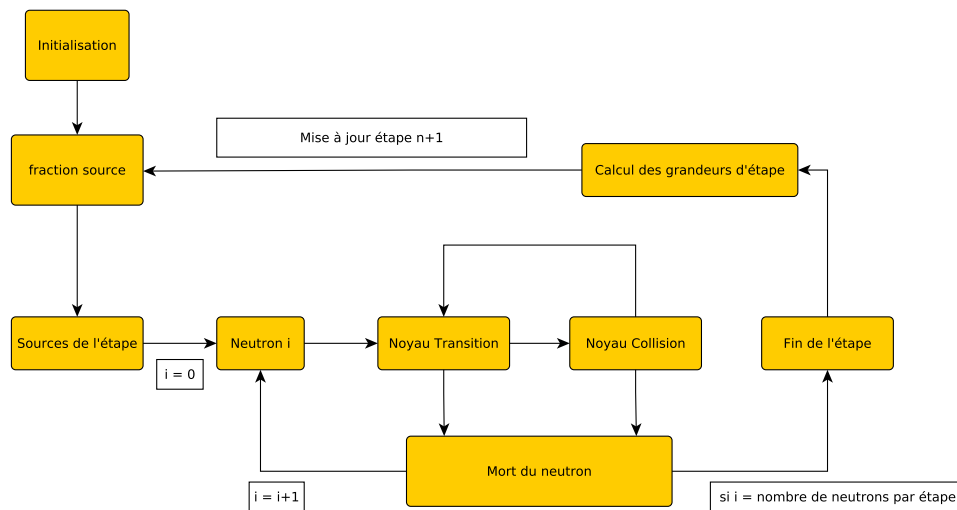 Initialisation
Mise à jour étape n+1
fraction source
Calcul des grandeurs d'étape
Sources de l'étape
Neutron i
Noyau Transition
Noyau Collision
Fin de l'étape
i = 0
Mort du neutron
i = i+1
si i = nombre de neutrons par étape